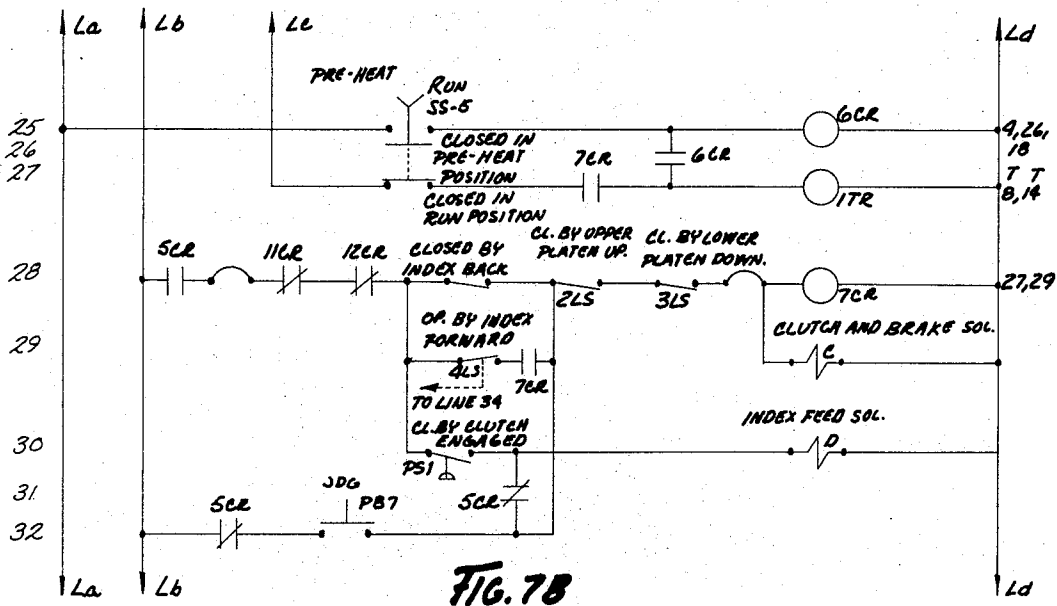 La Lb Lc Ld
PRE-HEAT RUN
SS-5
25 6CR 4,26,
26 CLOSED IN 18
PRE-HEAT 7CR 6CR
27 POSITION T T
CLOSED IN 1TR 8,14
RUN POSITION
CL. BY UPPER CL. BY LOWER
5CR 11CR 12CR CLOSED BY PLATEN UP. PLATEN DOWN.
28 INDEX BACK 27,29
2LS 3LS 7CR
OP. BY INDEX CLUTCH AND BRAKE SOL.
29 FORWARD
4LS 7CR C
TO LINE 34
CL. BY CLUTCH INDEX FEED SOL.
30 ENGAGED D
PS1
31 JOG 5CR
5CR PB7
32
La Lb Ld
FIG. 7B